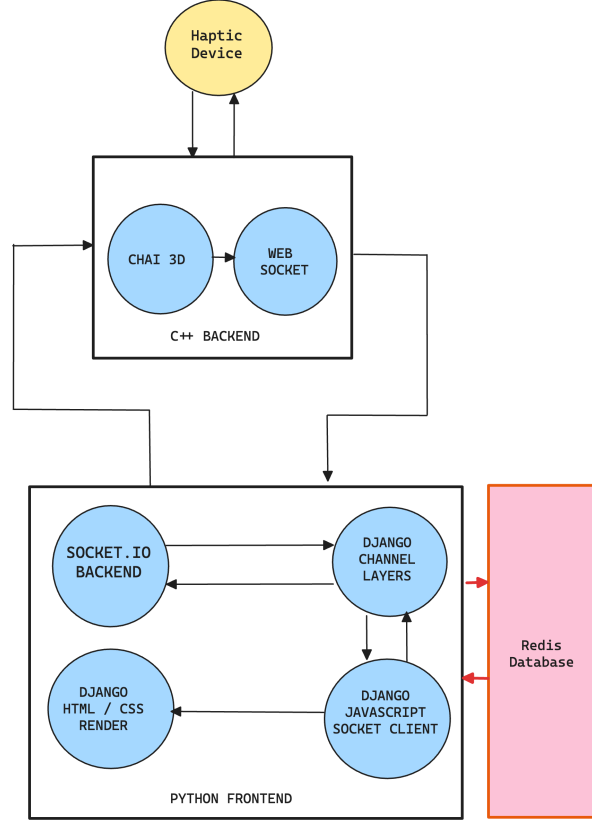 Haptic
Device
CHAI 3D
WEB
SOCKET
C++ BACKEND
SOCKET.IO
BACKEND
DJANGO
CHANNEL
LAYERS
Redis
Database
DJANGO
HTML / CSS
RENDER
DJANGO
JAVASCRIPT
SOCKET CLIENT
PYTHON FRONTEND